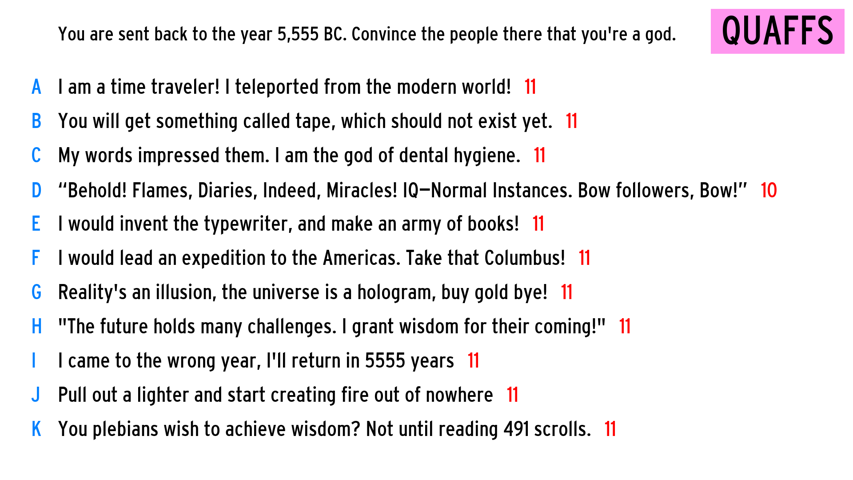 You are sent back to the year 5,555 BC. Convince the people there that you're a god.
QUAFFS
A I am a time traveler! I teleported from the modern world! 11
B You will get something called tape, which should not exist yet. 11
C My words impressed them. I am the god of dental hygiene. 11
D “Behold! Flames, Diaries, Indeed, Miracles! IQ–Normal Instances. Bow followers, Bow!” 10
E I would invent the typewriter, and make an army of books! 11
F I would lead an expedition to the Americas. Take that Columbus! 11
G Reality's an illusion, the universe is a hologram, buy gold bye! 11
H "The future holds many challenges. I grant wisdom for their coming!" 11
I I came to the wrong year, I'll return in 5555 years 11
J Pull out a lighter and start creating fire out of nowhere 11
K You plebians wish to achieve wisdom? Not until reading 491 scrolls. 11